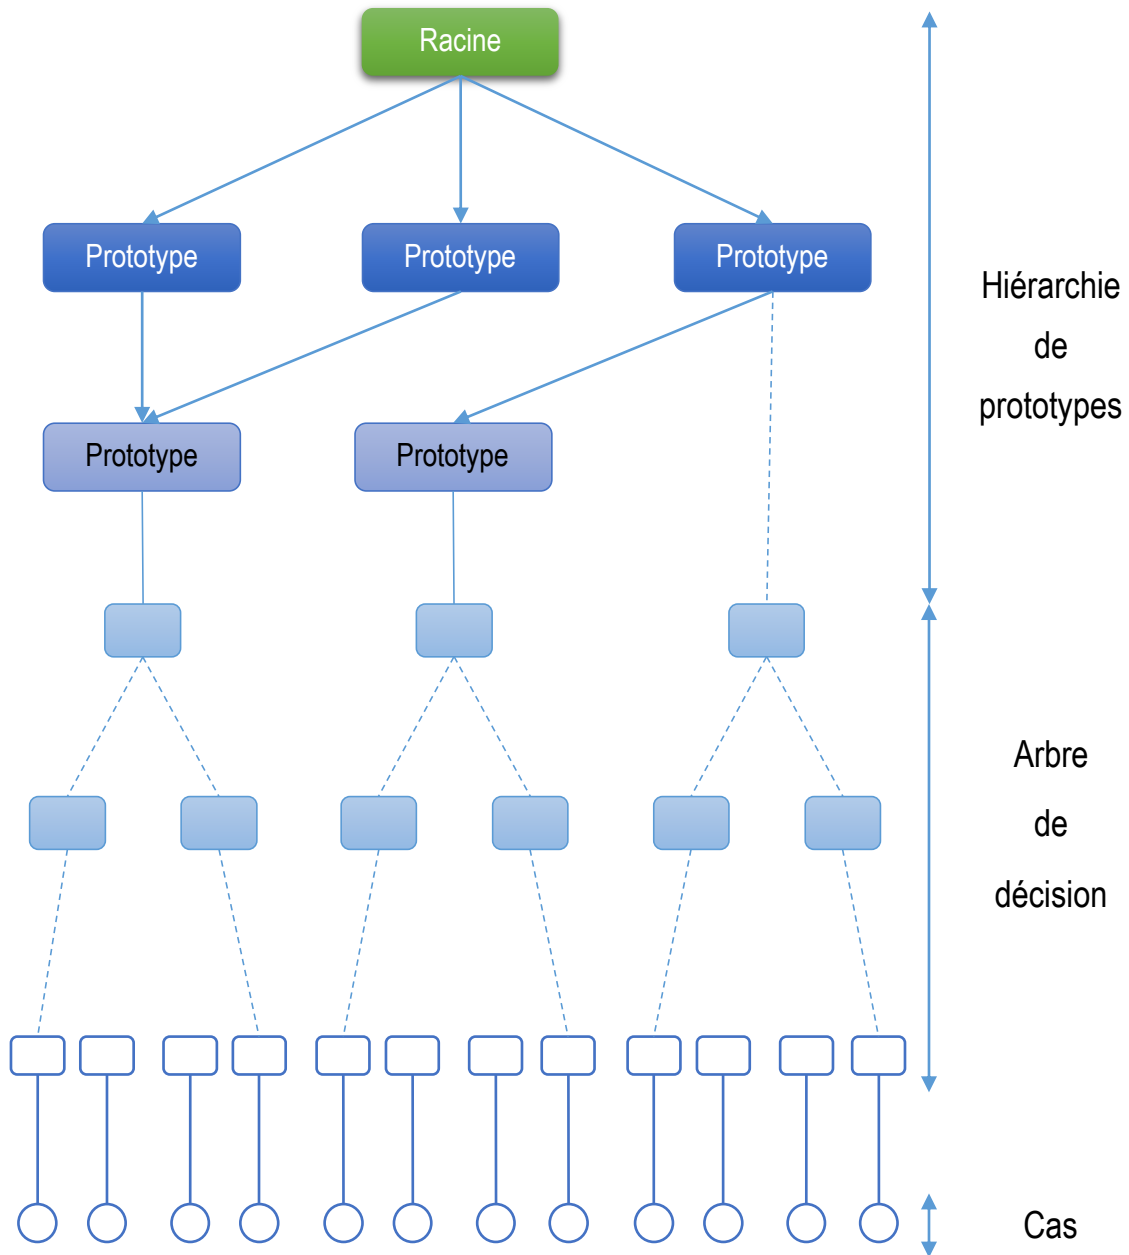 Racine
Prototype
Prototype
Prototype
Hiérarchie
de
prototypes
Prototype
Prototype
Arbre
de
décision
Cas